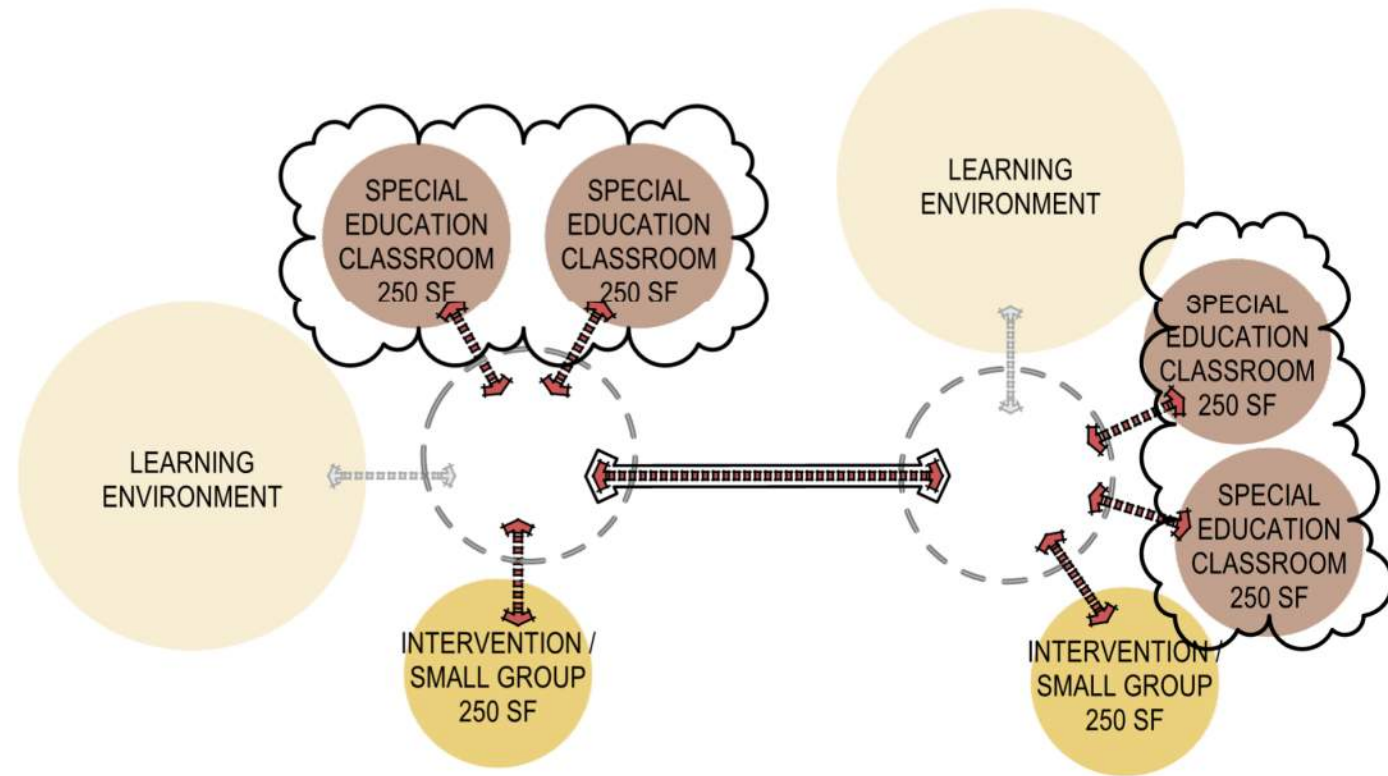 SPECIAL
EDUCATION
CLASSROOM
250 SF
SPECIAL
EDUCATION
CLASSROOM
250 SF
LEARNING
ENVIRONMENT
SPECIAL
EDUCATION
CLASSROOM
250 SF
LEARNING
ENVIRONMENT
SPECIAL
EDUCATION
CLASSROOM
250 SF
INTERVENTION /
SMALL GROUP
250 SF
INTERVENTION /
SMALL GROUP
250 SF